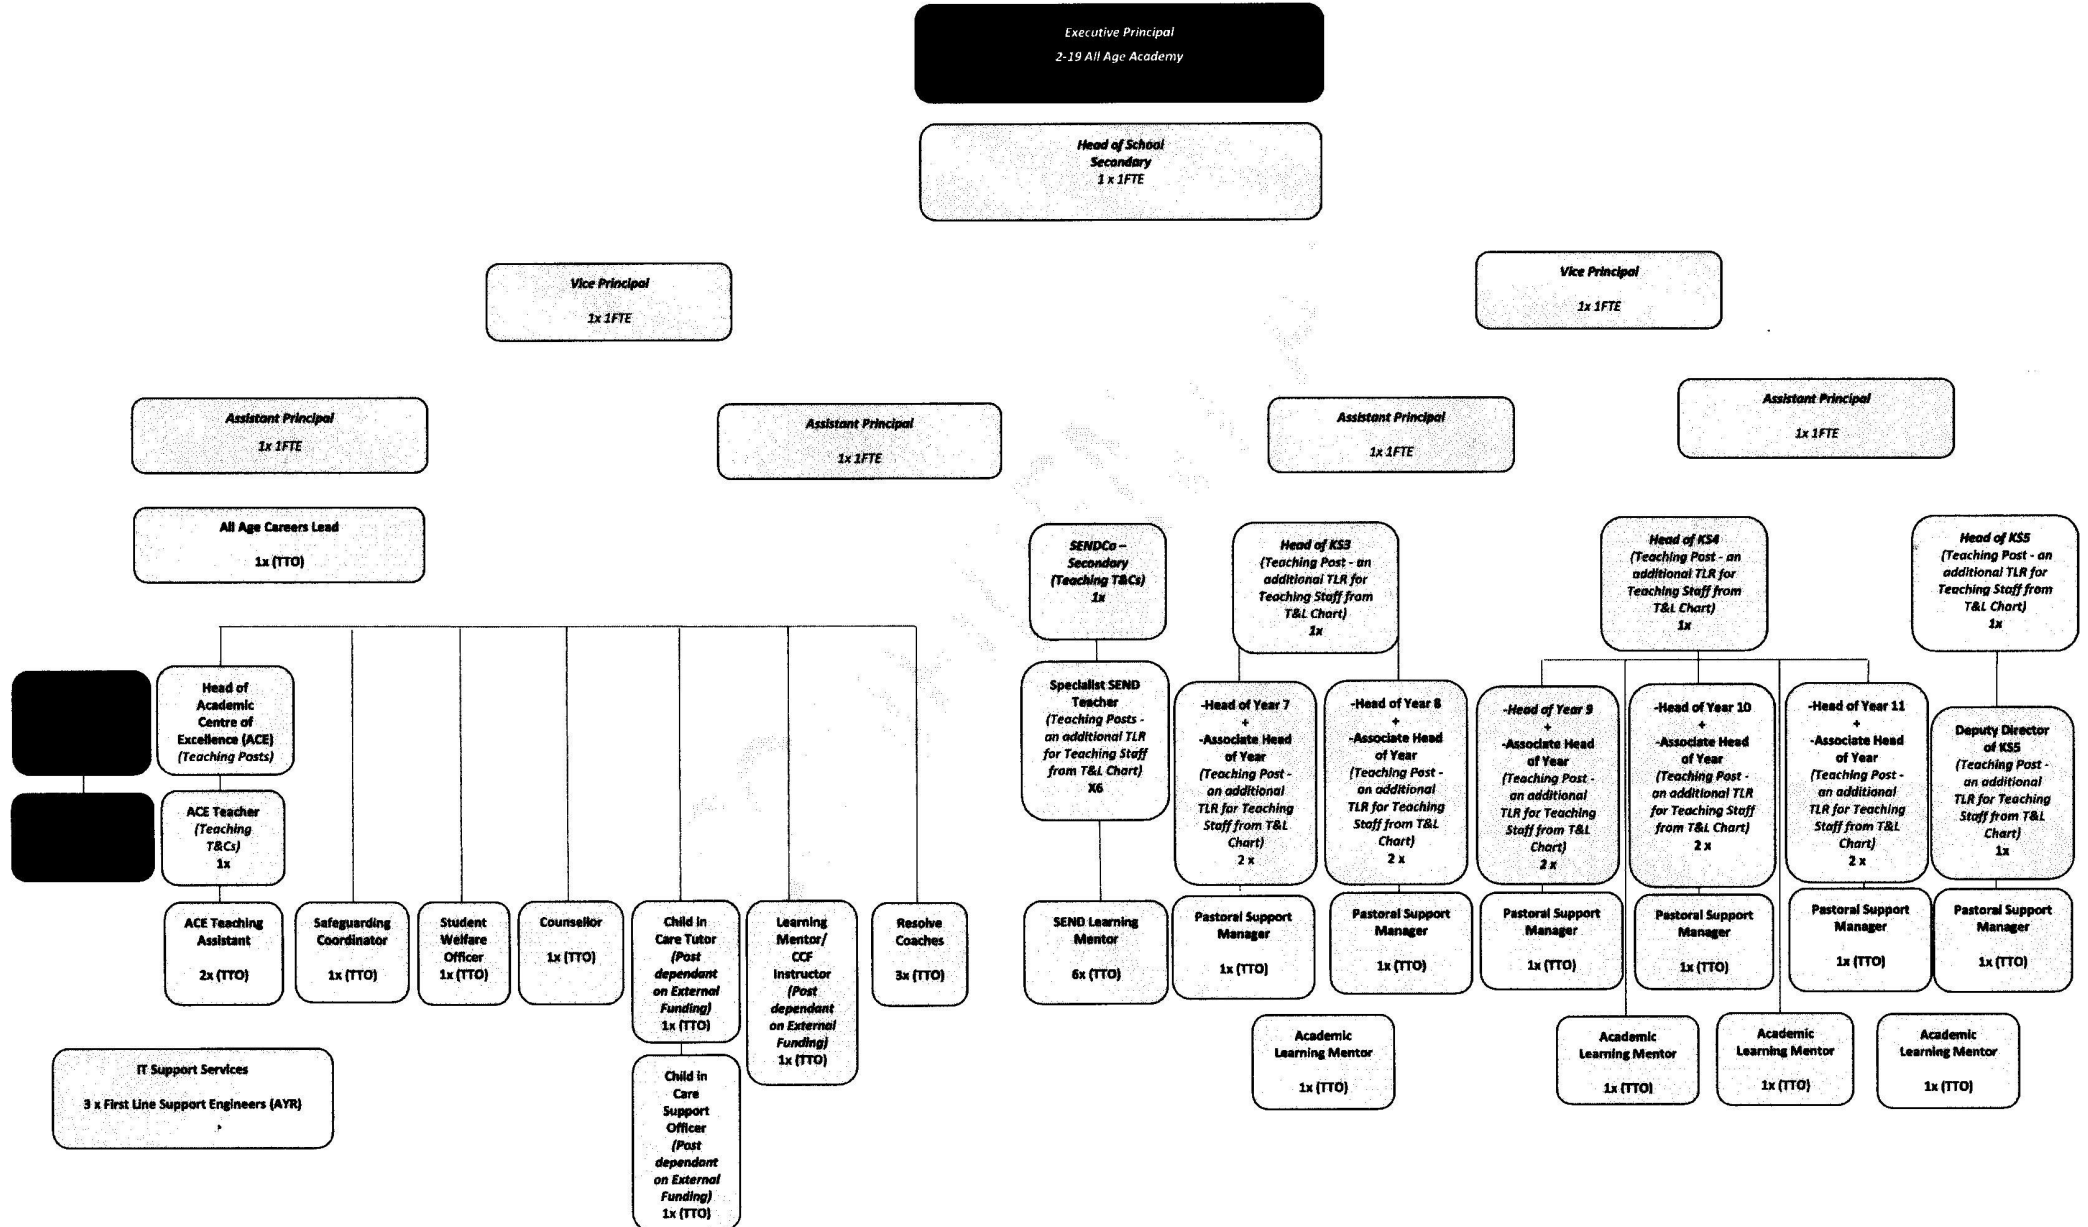 Executive Principal
2-19 All Age Academy
Head of School
Secondary
1 x 1FTE
Vice Principal
1x 1FTE
Vice Principal
1x 1FTE
Assistant Principal
1x 1FTE
Assistant Principal
1x 1FTE
Assistant Principal
1x 1FTE
Assistant Principal
1x 1FTE
All Age Careers Lead
1x (TTO)
SENDCo –
Secondary
(Teaching T&Cs)
1x
Head of KS3
(Teaching Post - an
additional TLR for
Teaching Staff from
T&L Chart)
1x
Head of KS4
(Teaching Post - an
additional TLR for
Teaching Staff from
T&L Chart)
1x
Head of KS5
(Teaching Post - an
additional TLR for
Teaching Staff from
T&L Chart)
1x
Head of
Academic
Centre of
Excellence (ACE)
(Teaching Posts)
ACE Teacher
(Teaching
T&Cs)
1x
Specialist SEND
Teacher
(Teaching Posts -
an additional TLR
for Teaching Staff
from T&L Chart)
X6
-Head of Year 7
+
-Associate Head
of Year
(Teaching Post -
an additional
TLR for Teaching
Staff from T&L
Chart)
2 x
-Head of Year 8
+
-Associate Head
of Year
(Teaching Post -
an additional
TLR for Teaching
Staff from T&L
Chart)
2 x
-Head of Year 9
+
-Associate Head
of Year
(Teaching Post -
an additional
TLR for Teaching
Staff from T&L
Chart)
2 x
-Head of Year 10
+
-Associate Head
of Year
(Teaching Post -
an additional TLR
for Teaching Staff
from T&L Chart)
2 x
-Head of Year 11
+
-Associate Head
of Year
(Teaching Post -
an additional
TLR for Teaching
Staff from T&L
Chart)
2 x
Deputy Director
of KS5
(Teaching Post -
an additional
TLR for Teaching
Staff from T&L
Chart)
1x
ACE Teaching
Assistant
2x (TTO)
Safeguarding
Coordinator
1x (TTO)
Student
Welfare
Officer
1x (TTO)
Counsellor
1x (TTO)
Child in
Care Tutor
(Post
dependant
on External
Funding)
1x (TTO)
Learning
Mentor/
CCF
Instructor
(Post
dependant
on External
Funding)
1x (TTO)
Resolve
Coaches
3x (TTO)
SEND Learning
Mentor
6x (TTO)
Pastoral Support
Manager
1x (TTO)
Pastoral Support
Manager
1x (TTO)
Pastoral Support
Manager
1x (TTO)
Pastoral Support
Manager
1x (TTO)
Pastoral Support
Manager
1x (TTO)
Pastoral Support
Manager
1x (TTO)
Academic
Learning Mentor
1x (TTO)
Academic
Learning Mentor
1x (TTO)
Academic
Learning Mentor
1x (TTO)
Academic
Learning Mentor
1x (TTO)
IT Support Services
3 x First Line Support Engineers (AYR)
Child in
Care
Support
Officer
(Post
dependant
on External
Funding)
1x (TTO)